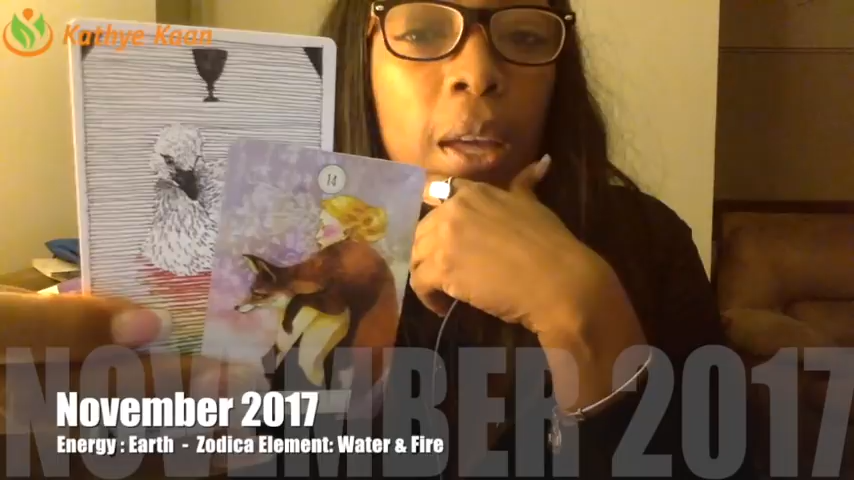 Kathye Kaan
14
NOVEMBER 2017
November 2017
Energy : Earth - Zodica Element: Water & Fire